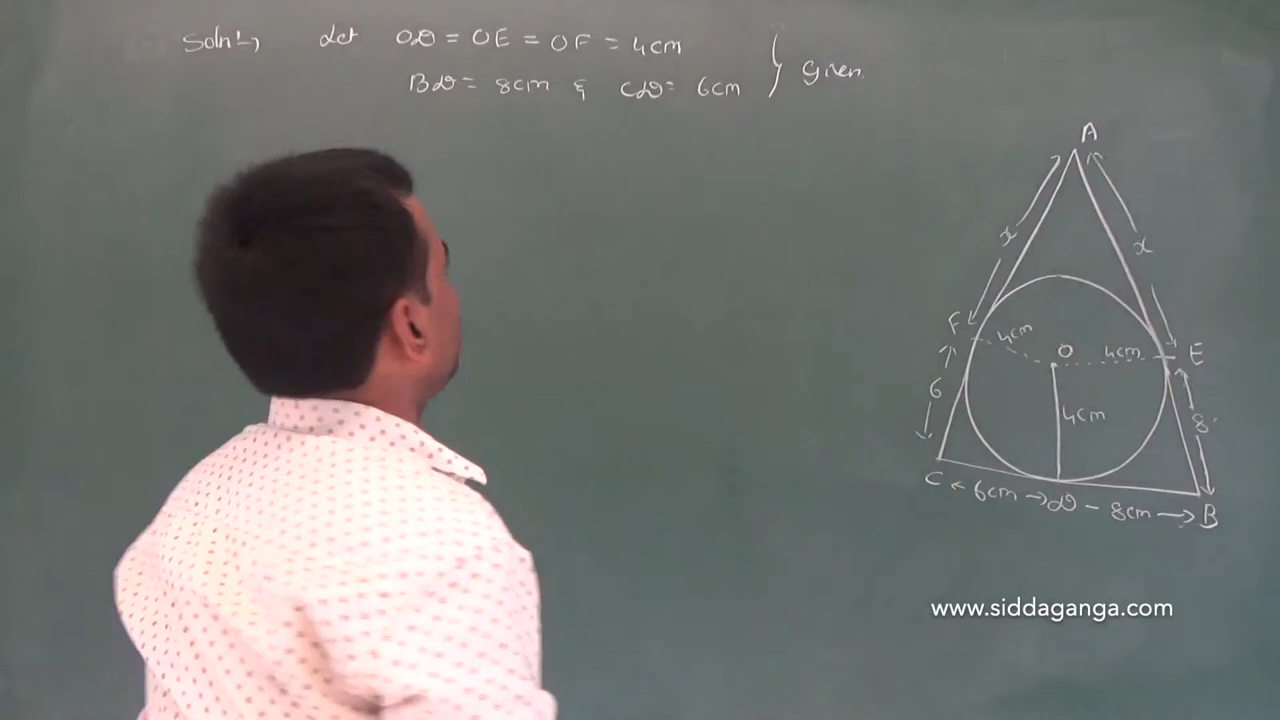 Soln:→ Let OD = OE = OF = 4cm
BD = 8cm & CD = 6cm } Given.
A
x
x
F
4cm
O
4cm
E
6
4cm
8
C ← 6cm → D - 8cm → B
www.siddaganga.com